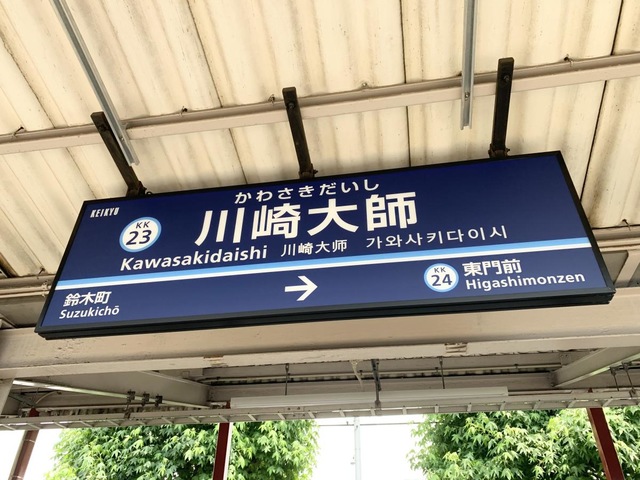 KEIKYO
かわさきだいし
KK
23
川崎大師
Kawasakidaishi 川崎大师 가와사키다이시
鈴木町
Suzukichō
→
KK
24
東門前
Higashimonzen